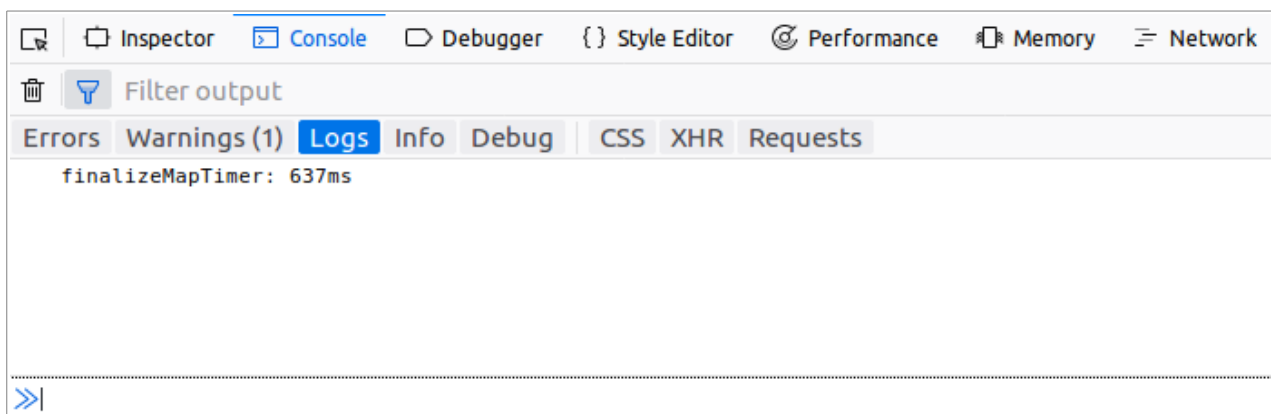 Inspector Console Debugger {} Style Editor Performance Memory Network
Filter output
Errors Warnings (1) Logs Info Debug CSS XHR Requests
finalizeMapTimer: 637ms